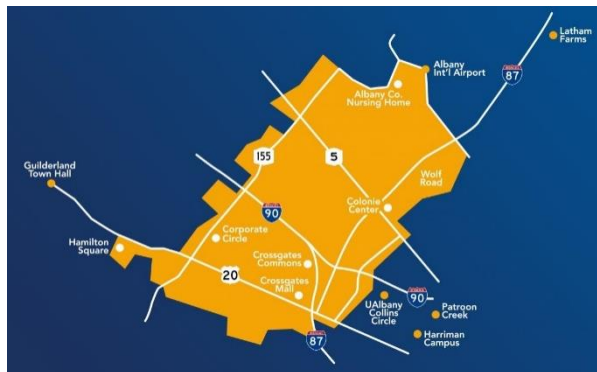 Latham
Farms
Albany
Int'l Airport
87
Albany Co.
Nursing Home
155
5
Guilderland
Town Hall
Wolf
Road
Colonie
Center
90
Corporate
Circle
Hamilton
Square
Crossgates
Commons
20
Crossgates
Mall
UAlbany
Collins
Circle
90
Patroon
Creek
87
Harriman
Campus